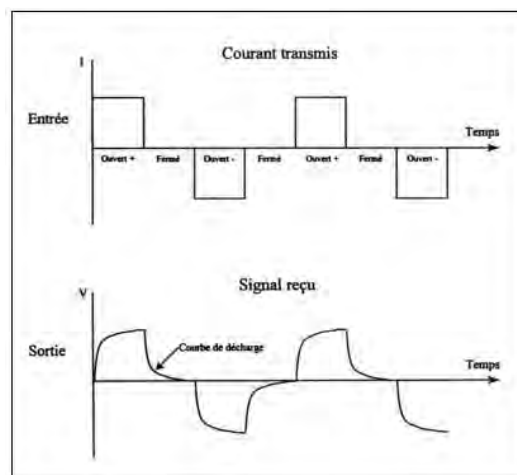 Courant transmis
I
Entrée
Temps
Ouvert + Fermé Ouvert - Fermé Ouvert + Fermé Ouvert -
Signal reçu
V
Courbe de décharge
Sortie
Temps